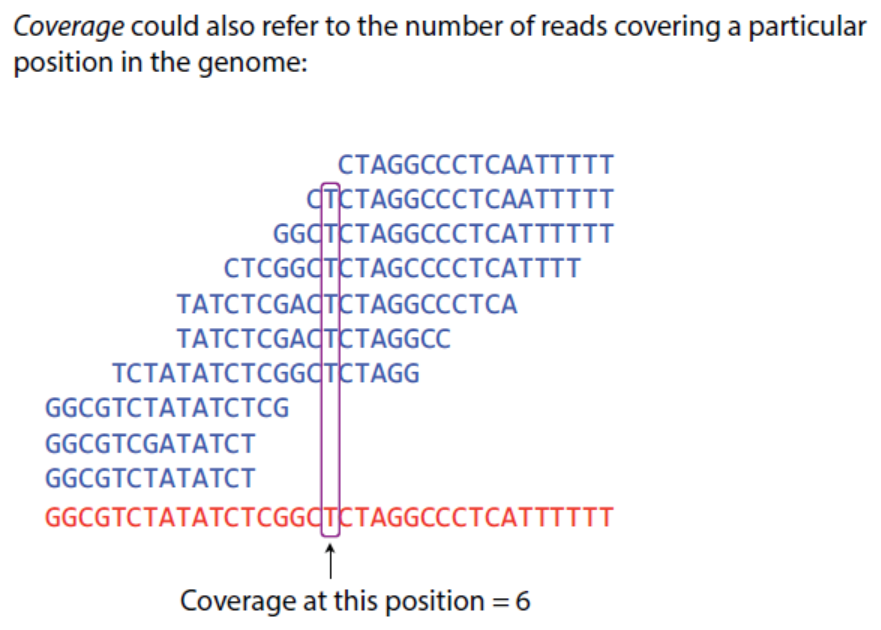 Coverage could also refer to the number of reads covering a particular
position in the genome:
CTAGGCCCTCAATTTTT
CTCTAGGCCCTCAATTTTT
GGCTCTAGGCCCTCATTTTTT
CTCGGCTCTAGCCCCTCATTTT
TATCTCGACTCTAGGCCCTCA
TATCTCGACTCTAGGCC
TCTATATCTCGGCTCTAGG
GGCGTCTATATCTCG
GGCGTCGATATCT
GGCGTCTATATCT
GGCGTCTATATCTCGGCTCTAGGCCCTCATTTTTT
Coverage at this position = 6